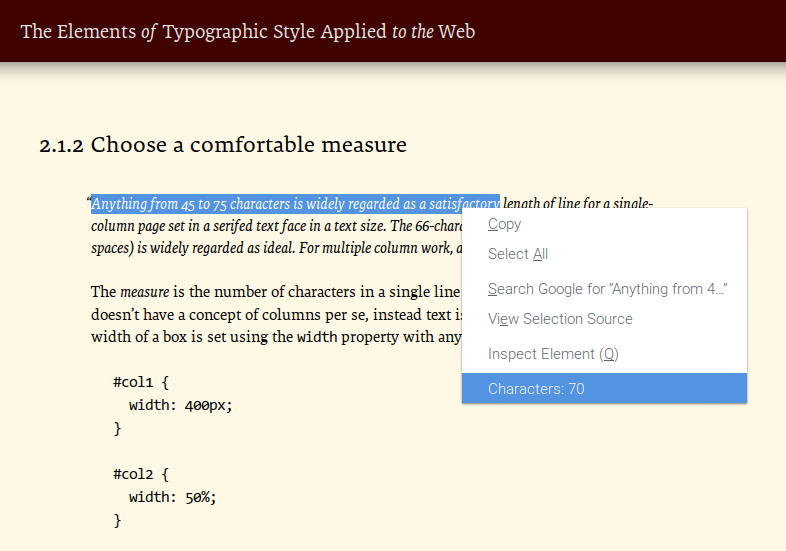 The Elements of Typographic Style Applied to the Web
2.1.2 Choose a comfortable measure
“Anything from 45 to 75 characters is widely regarded as a satisfactory length of line for a single-
column page set in a serifed text face in a text size. The 66-chara
spaces) is widely regarded as ideal. For multiple column work, a
The measure is the number of characters in a single line
doesn’t have a concept of columns per se, instead text is
width of a box is set using the width property with any
#col1 {
width: 400px;
}
#col2 {
width: 50%;
}
Copy
Select All
Search Google for “Anything from 4...”
View Selection Source
Inspect Element (Q)
Characters: 70